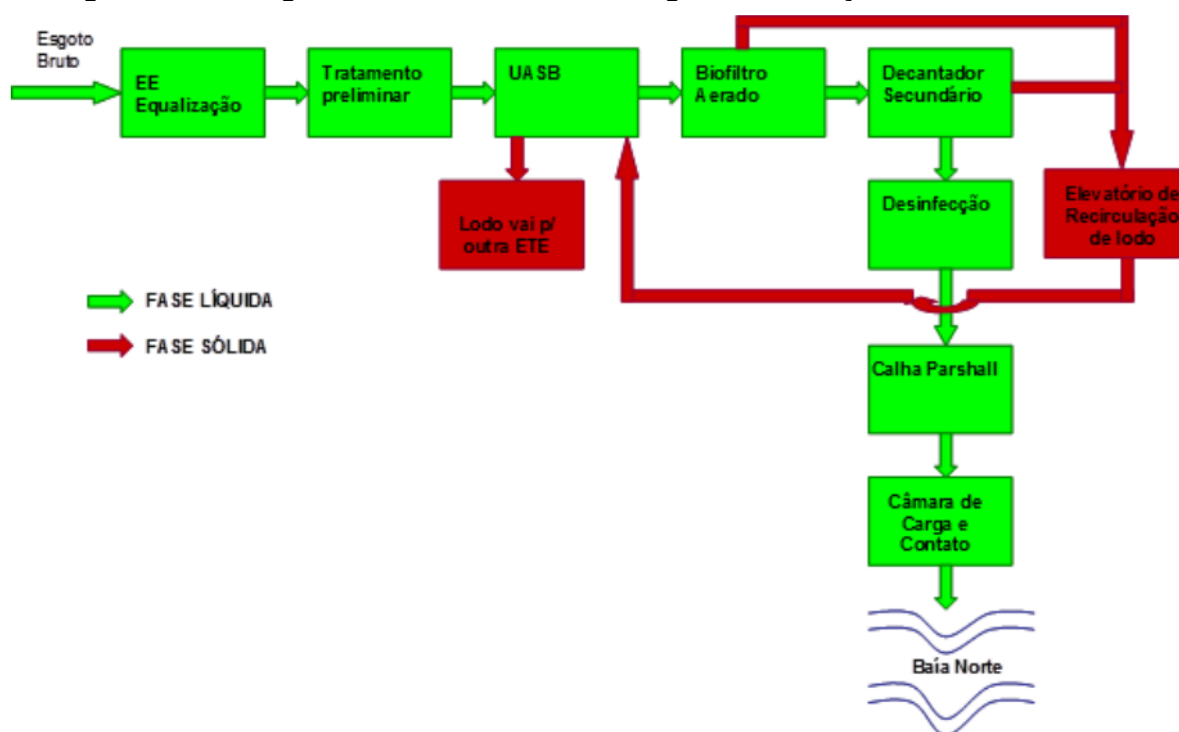 Esgoto
Bruto
EE
Equalização
Tratamento
preliminar
UASB
Biofiltro
Aerado
Decantador
Secundário
Lodo vai p/
outra ETE
Desinfecção
Elevatório de
Recirculação
de lodo
FASE LÍQUIDA
FASE SÓLIDA
Calha Parshall
Câmara de
Carga e
Contato
Baía Norte